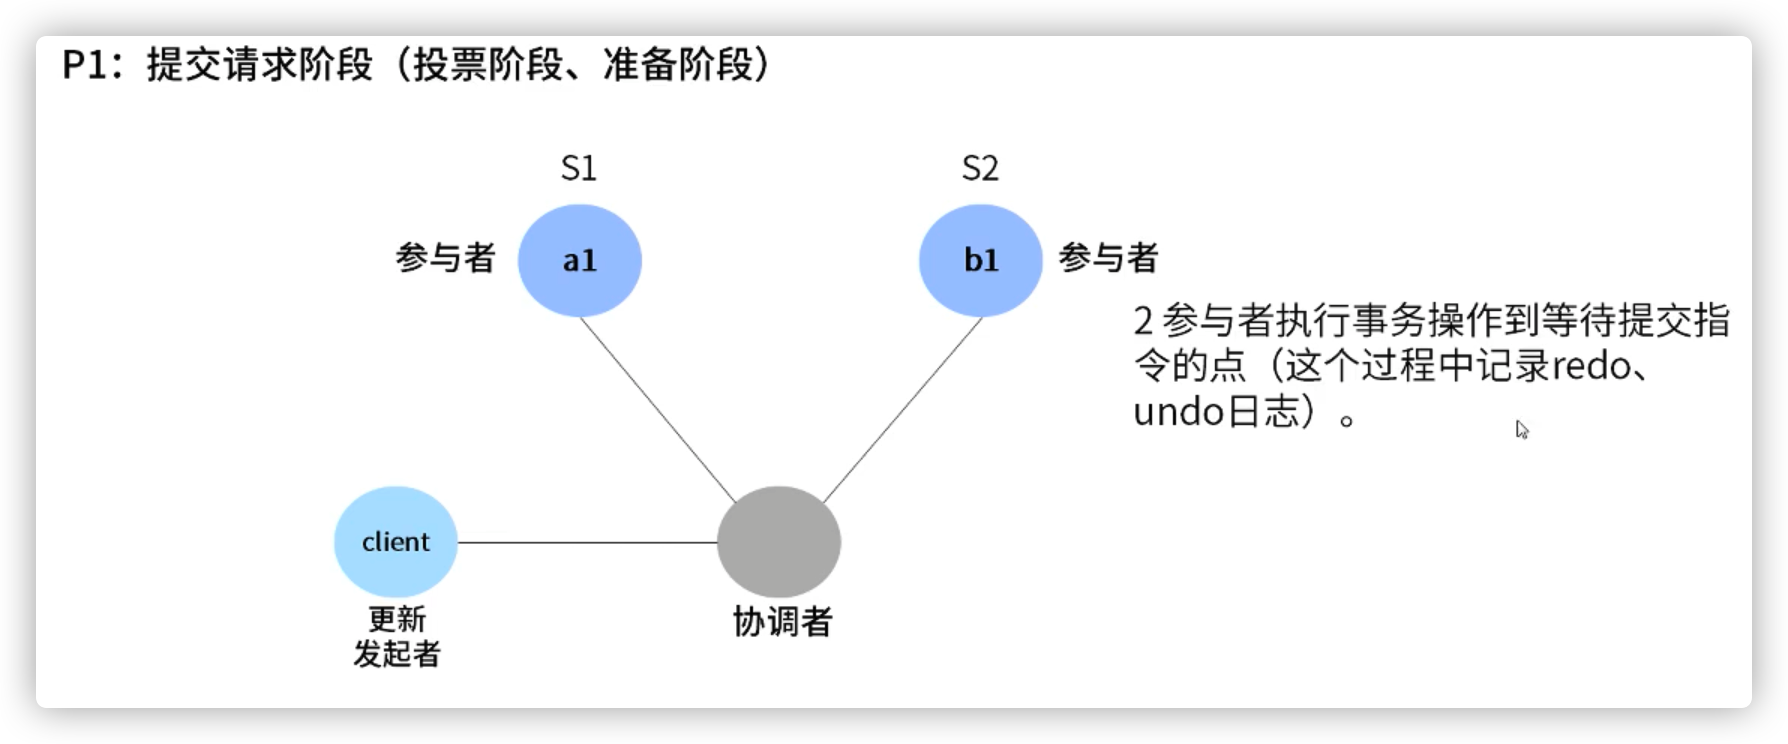 P1：提交请求阶段（投票阶段、准备阶段）
S1
S2
参与者
a1
b1
参与者
2 参与者执行事务操作到等待提交指
令的点（这个过程中记录redo、
undo日志）。
client
更新
发起者
协调者